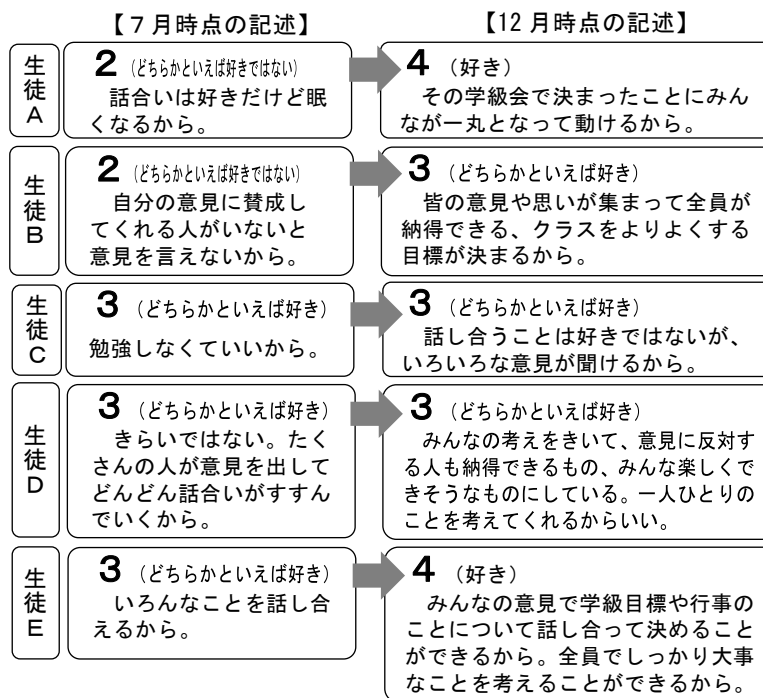 【7月時点の記述】
【12月時点の記述】
生徒A
2（どちらかといえば好きではない）
話合いは好きだけど眠
くなるから。
4（好き）
その学級会で決まったことにみん
なが一丸となって動けるから。
生徒B
2（どちらかといえば好きではない）
自分の意見に賛成し
てくれる人がいないと
意見を言えないから。
3（どちらかといえば好き）
皆の意見や思いが集まって全員が
納得できる、クラスをよりよくする
目標が決まるから。
生徒C
3（どちらかといえば好き）
勉強しなくていいから。
3（どちらかといえば好き）
話し合うことは好きではないが、
いろいろな意見が聞けるから。
生徒D
3（どちらかといえば好き）
きらいではない。たく
さんの人が意見を出して
どんどん話合いがすすん
でいくから。
3（どちらかといえば好き）
みんなの考えをきいて、意見に反対す
る人も納得できるもの、みんな楽しくで
きそうなものにしている。一人ひとりの
ことを考えてくれるからいい。
生徒E
3（どちらかといえば好き）
いろんなことを話し合
えるから。
4（好き）
みんなの意見で学級目標や行事の
ことについて話し合って決めること
ができるから。全員でしっかり大事
なことを考えることができるから。